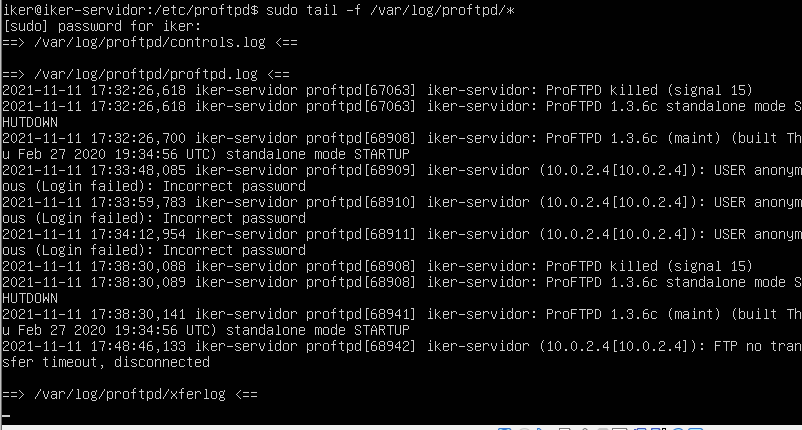 iker@iker-servidor:/etc/proftpd$ sudo tail -f /var/log/proftpd/*
[sudo] password for iker:
==> /var/log/proftpd/controls.log <==
==> /var/log/proftpd/proftpd.log <==
2021-11-11 17:32:26,618 iker-servidor proftpd[67063] iker-servidor: ProFTPD killed (signal 15)
2021-11-11 17:32:26,618 iker-servidor proftpd[67063] iker-servidor: ProFTPD 1.3.6c standalone mode S
HUTDOWN
2021-11-11 17:32:26,700 iker-servidor proftpd[68908] iker-servidor: ProFTPD 1.3.6c (maint) (built Th
u Feb 27 2020 19:34:56 UTC) standalone mode STARTUP
2021-11-11 17:33:48,085 iker-servidor proftpd[68909] iker-servidor (10.0.2.4[10.0.2.4]): USER anonym
ous (Login failed): Incorrect password
2021-11-11 17:33:59,783 iker-servidor proftpd[68910] iker-servidor (10.0.2.4[10.0.2.4]): USER anonym
ous (Login failed): Incorrect password
2021-11-11 17:34:12,954 iker-servidor proftpd[68911] iker-servidor (10.0.2.4[10.0.2.4]): USER anonym
ous (Login failed): Incorrect password
2021-11-11 17:38:30,088 iker-servidor proftpd[68908] iker-servidor: ProFTPD killed (signal 15)
2021-11-11 17:38:30,089 iker-servidor proftpd[68908] iker-servidor: ProFTPD 1.3.6c standalone mode S
HUTDOWN
2021-11-11 17:38:30,141 iker-servidor proftpd[68941] iker-servidor: ProFTPD 1.3.6c (maint) (built Th
u Feb 27 2020 19:34:56 UTC) standalone mode STARTUP
2021-11-11 17:48:46,133 iker-servidor proftpd[68942] iker-servidor (10.0.2.4[10.0.2.4]): FTP no tran
sfer timeout, disconnected
==> /var/log/proftpd/xferlog <==